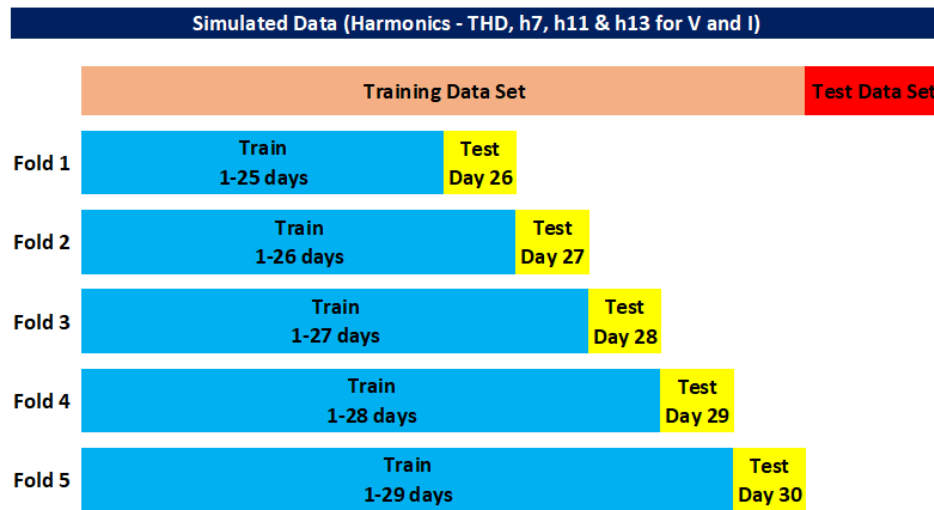 Simulated Data (Harmonics - THD, h7, h11 & h13 for V and I)
Training Data Set
Test Data Set
Fold 1
Train
1-25 days
Test
Day 26
Fold 2
Train
1-26 days
Test
Day 27
Fold 3
Train
1-27 days
Test
Day 28
Fold 4
Train
1-28 days
Test
Day 29
Fold 5
Train
1-29 days
Test
Day 30